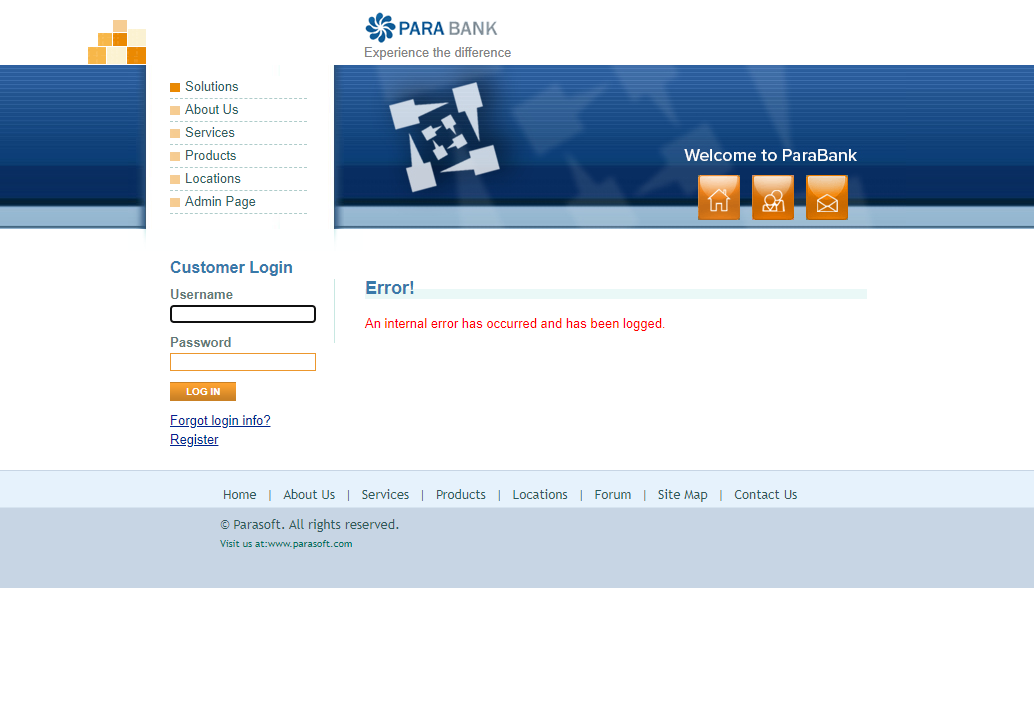 PARA BANK
Experience the difference
Solutions
About Us
Services
Products
Locations
Admin Page
Welcome to ParaBank
Customer Login
Username
Password
LOG IN
Forgot login info?
Register
Error!
An internal error has occurred and has been logged.
Home | About Us | Services | Products | Locations | Forum | Site Map | Contact Us
© Parasoft. All rights reserved.
Visit us at:www.parasoft.com